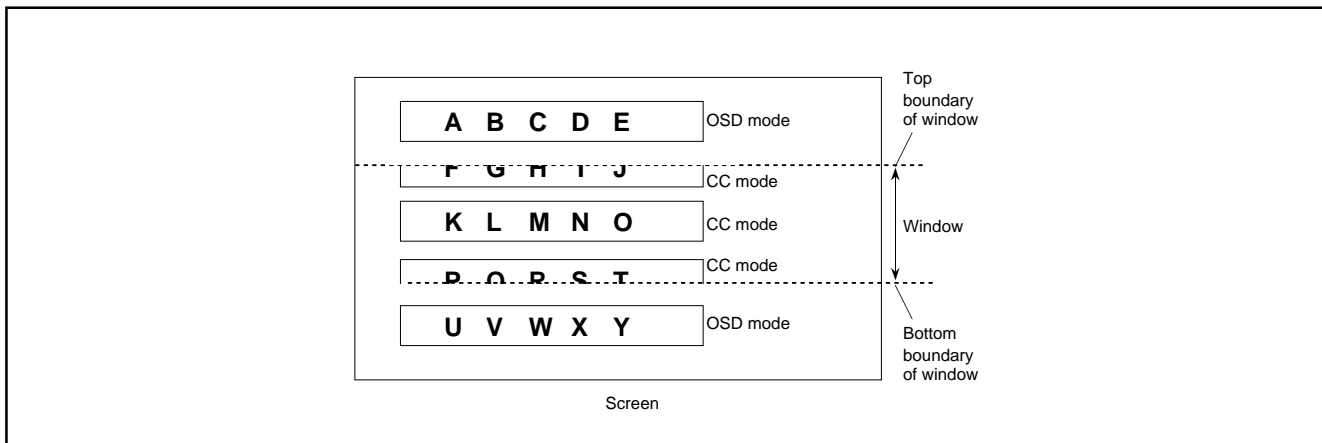 Top
boundary
of window
A B C D E
OSD mode
F G H I J
CC mode
K L M N O
CC mode
Window
P Q R S T
CC mode
U V W X Y
OSD mode
Bottom
boundary
of window
Screen